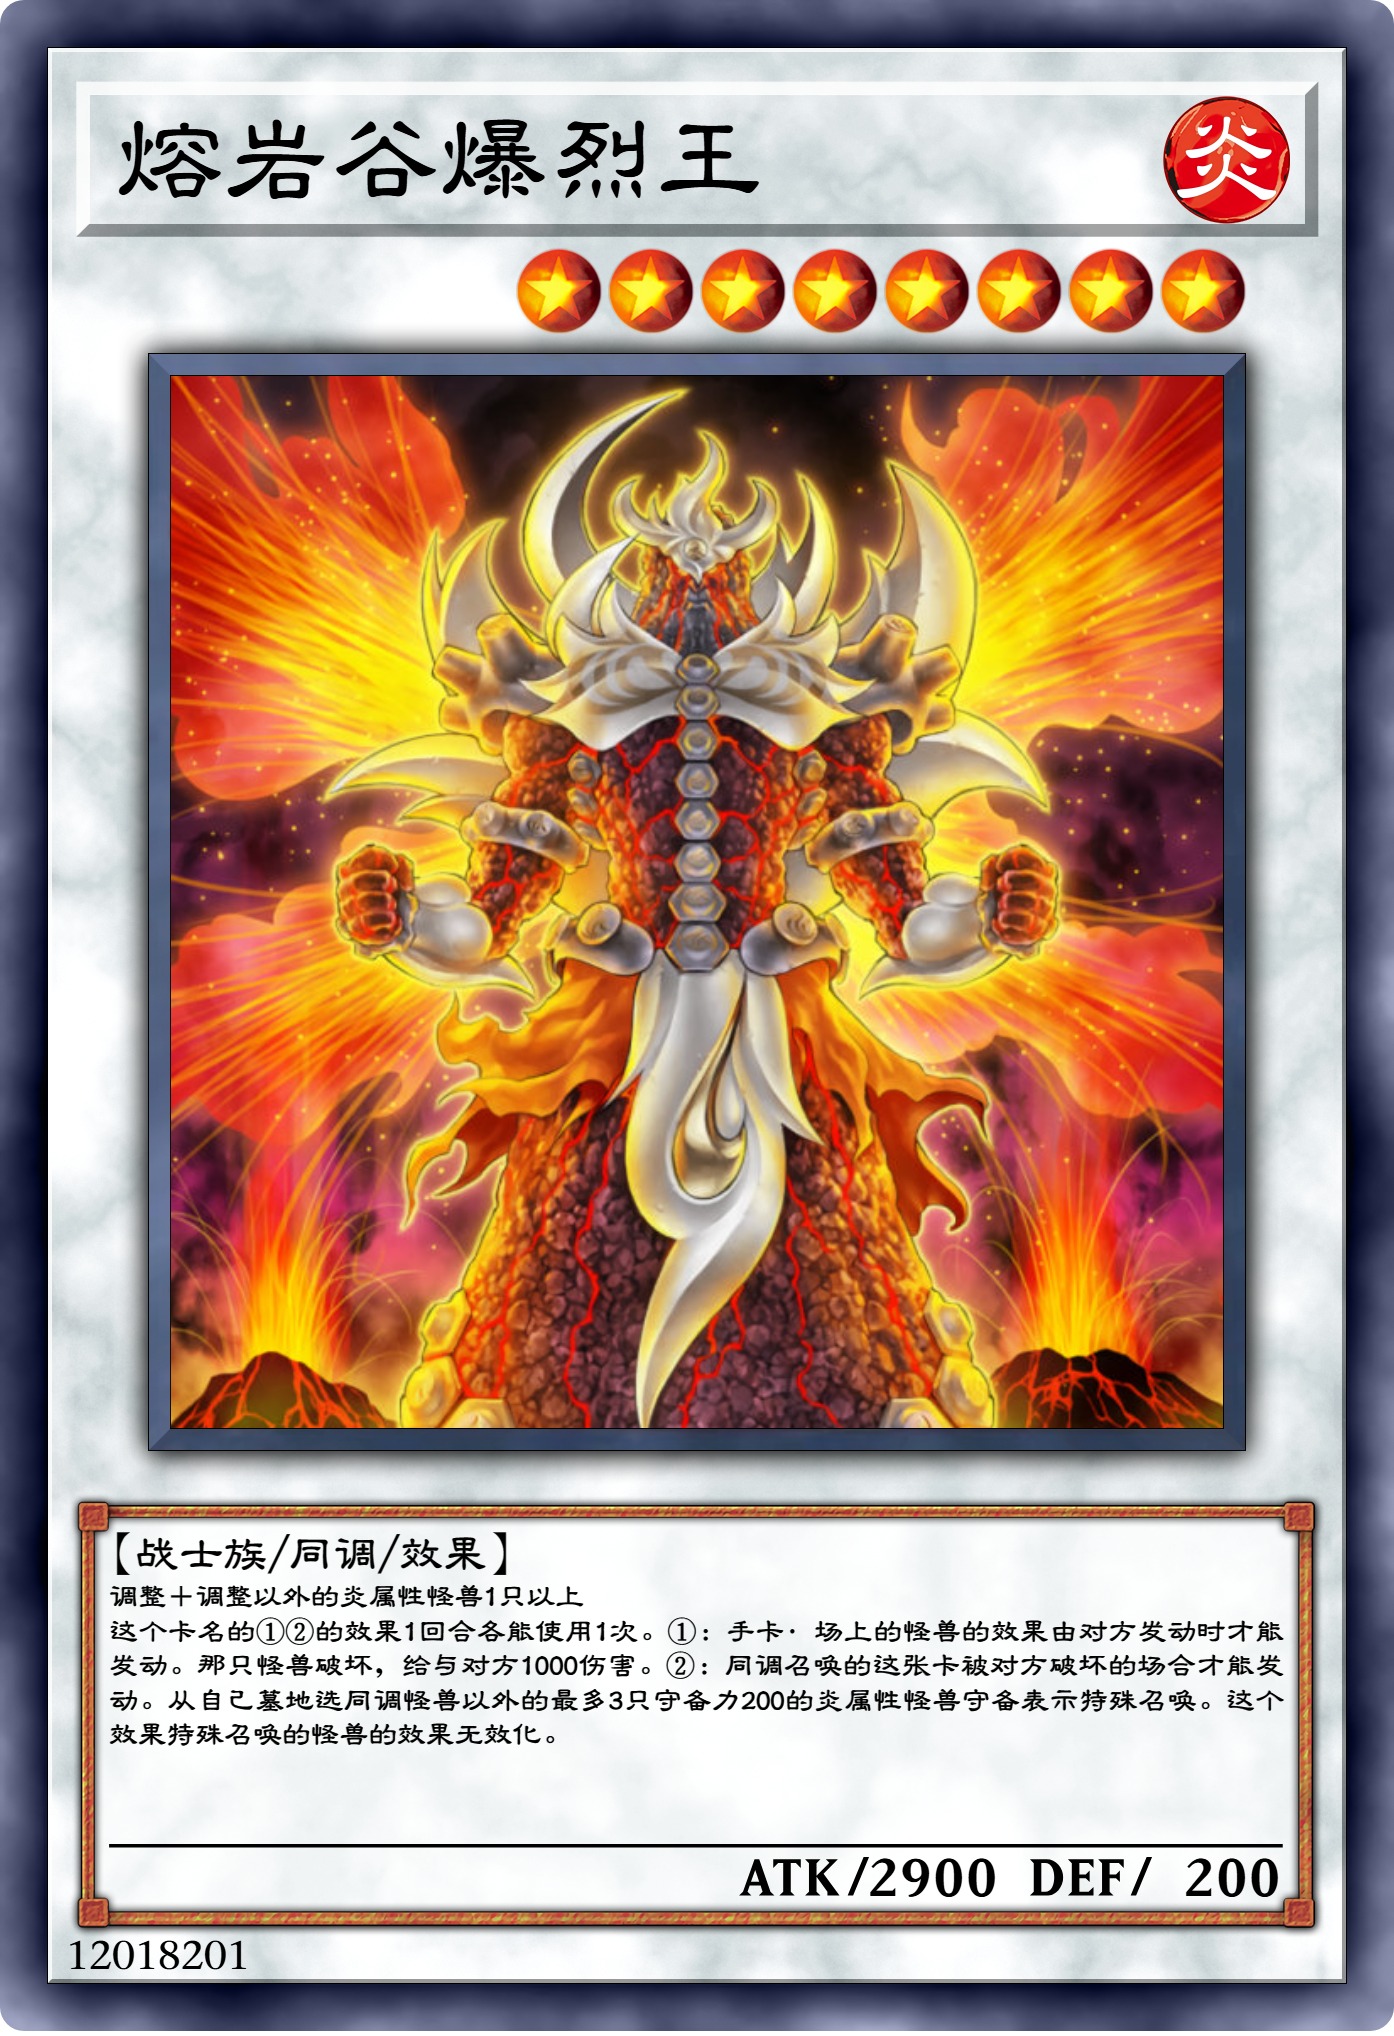 熔岩谷爆烈王
炎
【战士族/同调/效果】
调整＋调整以外的炎属性怪兽1只以上
这个卡名的①②的效果1回合各能使用1次。①：手卡·场上的怪兽的效果由对方发动时才能
发动。那只怪兽破坏，给与对方1000伤害。②：同调召唤的这张卡被对方破坏的场合才能发
动。从自己墓地选同调怪兽以外的最多3只守备力200的炎属性怪兽守备表示特殊召唤。这个
效果特殊召唤的怪兽的效果无效化。
ATK/2900 DEF/ 200
12018201